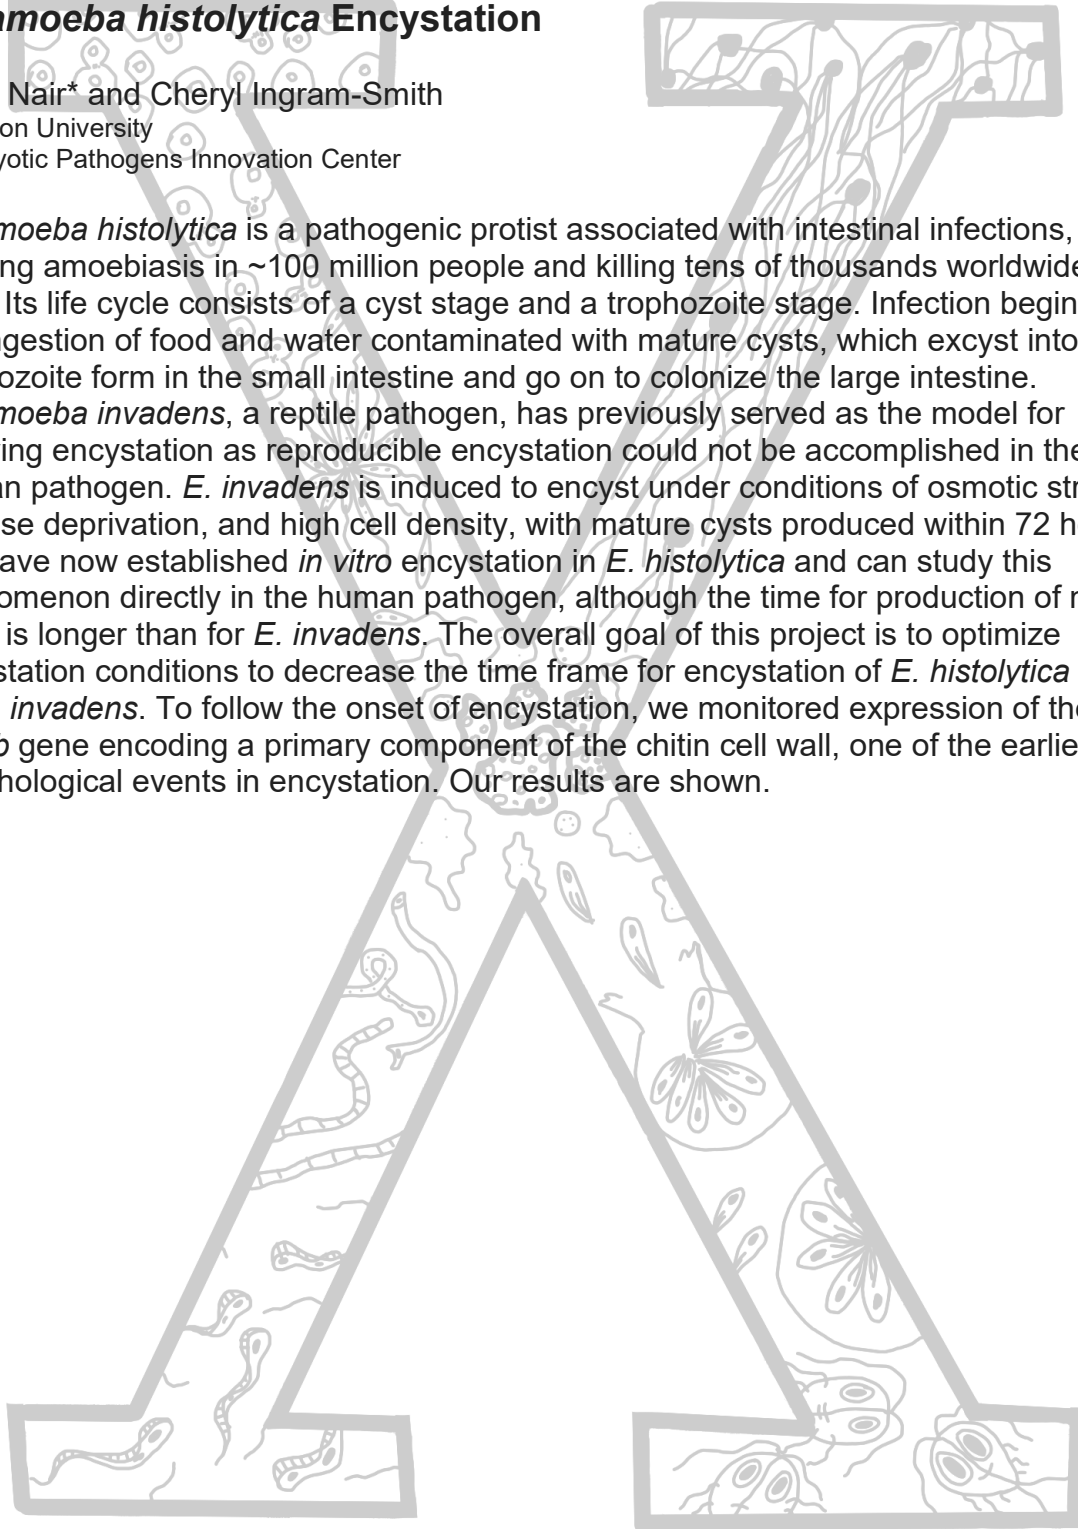 amoeba histolytica Encystation
Nair* and Cheryl Ingram-Smith
on University
yotic Pathogens Innovation Center
moeba histolytica is a pathogenic protist associated with intestinal infections,
ng amoebiasis in ~100 million people and killing tens of thousands worldwide
Its life cycle consists of a cyst stage and a trophozoite stage. Infection begin
gestion of food and water contaminated with mature cysts, which excyst into
ozoite form in the small intestine and go on to colonize the large intestine.
moeba invadens, a reptile pathogen, has previously served as the model for
ing encystation as reproducible encystation could not be accomplished in the
an pathogen. E. invadens is induced to encyst under conditions of osmotic str
se deprivation, and high cell density, with mature cysts produced within 72 h
ave now established in vitro encystation in E. histolytica and can study this
omenon directly in the human pathogen, although the time for production of m
is longer than for E. invadens. The overall goal of this project is to optimize
station conditions to decrease the time frame for encystation of E. histolytica
invadens. To follow the onset of encystation, we monitored expression of the
b gene encoding a primary component of the chitin cell wall, one of the earlie
hological events in encystation. Our results are shown.